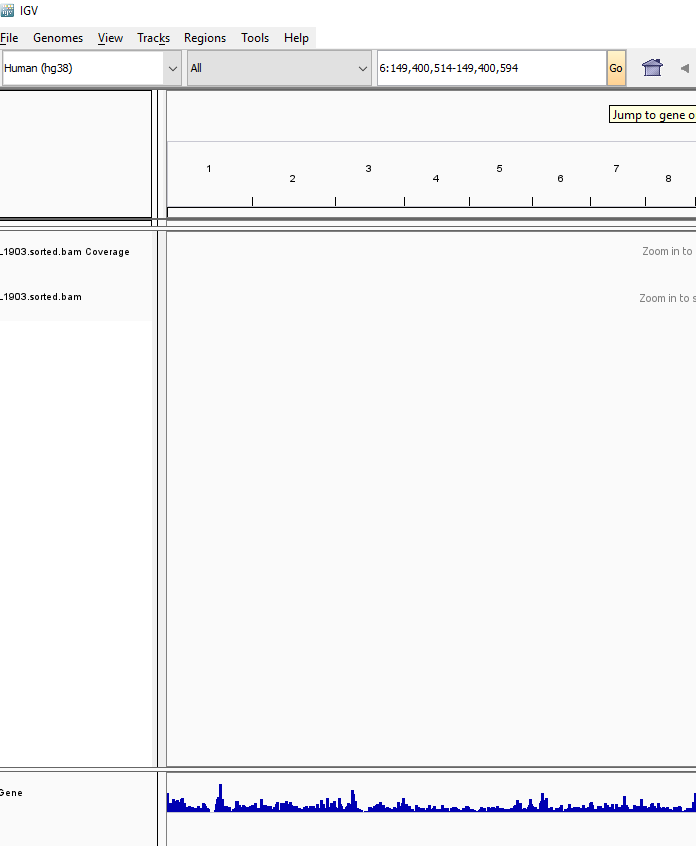 IGV
File Genomes View Tracks Regions Tools Help
Human (hg38) All 6:149,400,514-149,400,594 Go
Jump to gene o
1 2 3 4 5 6 7 8
L1903.sorted.bam Coverage
Zoom in to
L1903.sorted.bam
Zoom in to s
Gene